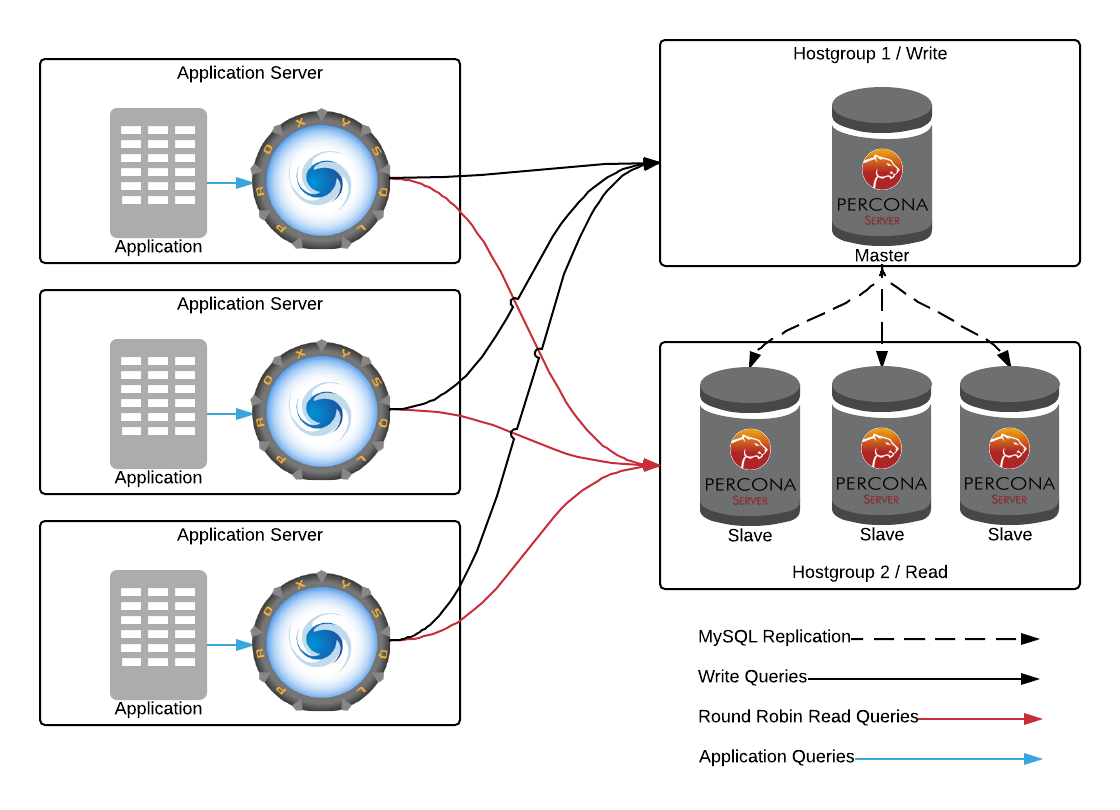 Application Server
PROXYSQL
Application
Application Server
PROXYSQL
Application
Application Server
PROXYSQL
Application
Hostgroup 1 / Write
PERCONA
SERVER
Master
PERCONA
SERVER
Slave
PERCONA
SERVER
Slave
PERCONA
SERVER
Slave
Hostgroup 2 / Read
MySQL Replication
Write Queries
Round Robin Read Queries
Application Queries